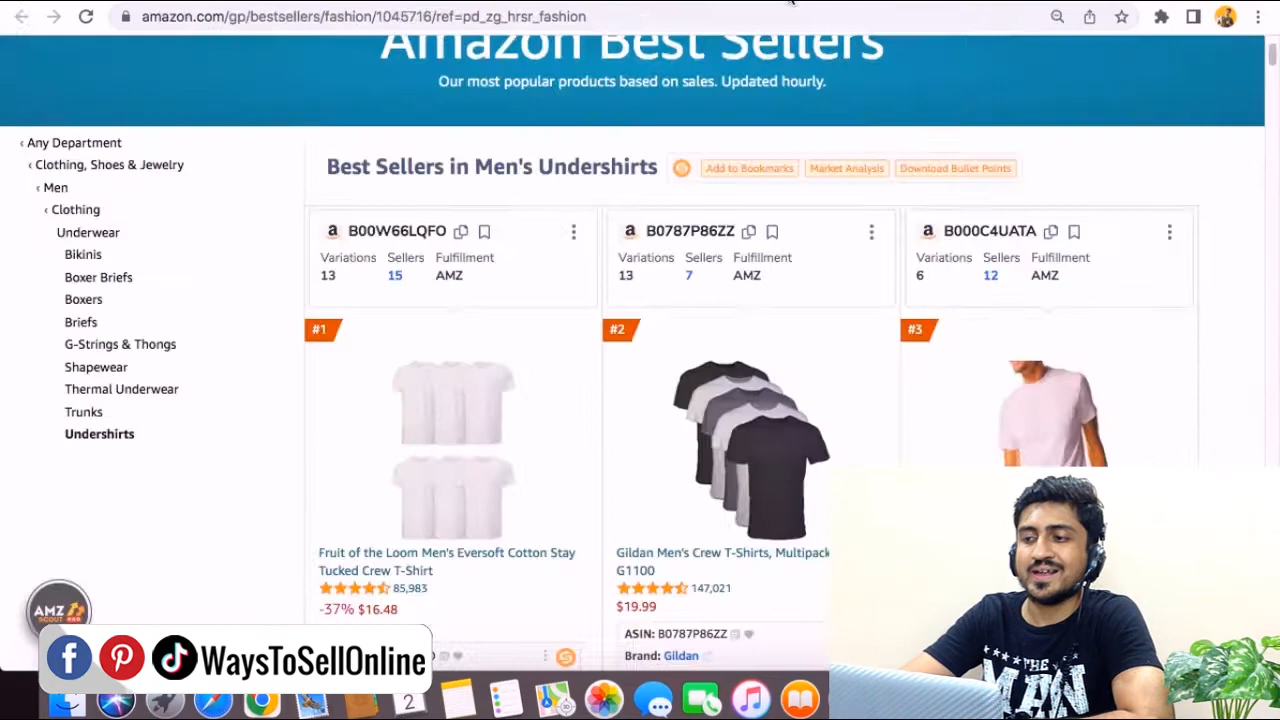 amazon.com/gp/bestsellers/fashion/1045716/ref=pd_zg_hrsr_fashion
Amazon Best Sellers
Our most popular products based on sales. Updated hourly.
‹ Any Department
‹ Clothing, Shoes & Jewelry
‹ Men
‹ Clothing
Underwear
Bikinis
Boxer Briefs
Boxers
Briefs
G-Strings & Thongs
Shapewear
Thermal Underwear
Trunks
Undershirts
Best Sellers in Men's Undershirts
Add to Bookmarks
Market Analysis
Download Bullet Points
a B00W66LQFO
Variations Sellers Fulfillment
13 15 AMZ
#1
Fruit of the Loom Men's Eversoft Cotton Stay
Tucked Crew T-Shirt
85,983
-37% $16.48
a B0787P86ZZ
Variations Sellers Fulfillment
13 7 AMZ
#2
Gildan Men's Crew T-Shirts, Multipack
G1100
147,021
$19.99
ASIN: B0787P86ZZ
Brand: Gildan
a B000C4UATA
Variations Sellers Fulfillment
6 12 AMZ
#3
AMZ
SCOUT PRO
WaysToSellOnline
2
THE
MAN